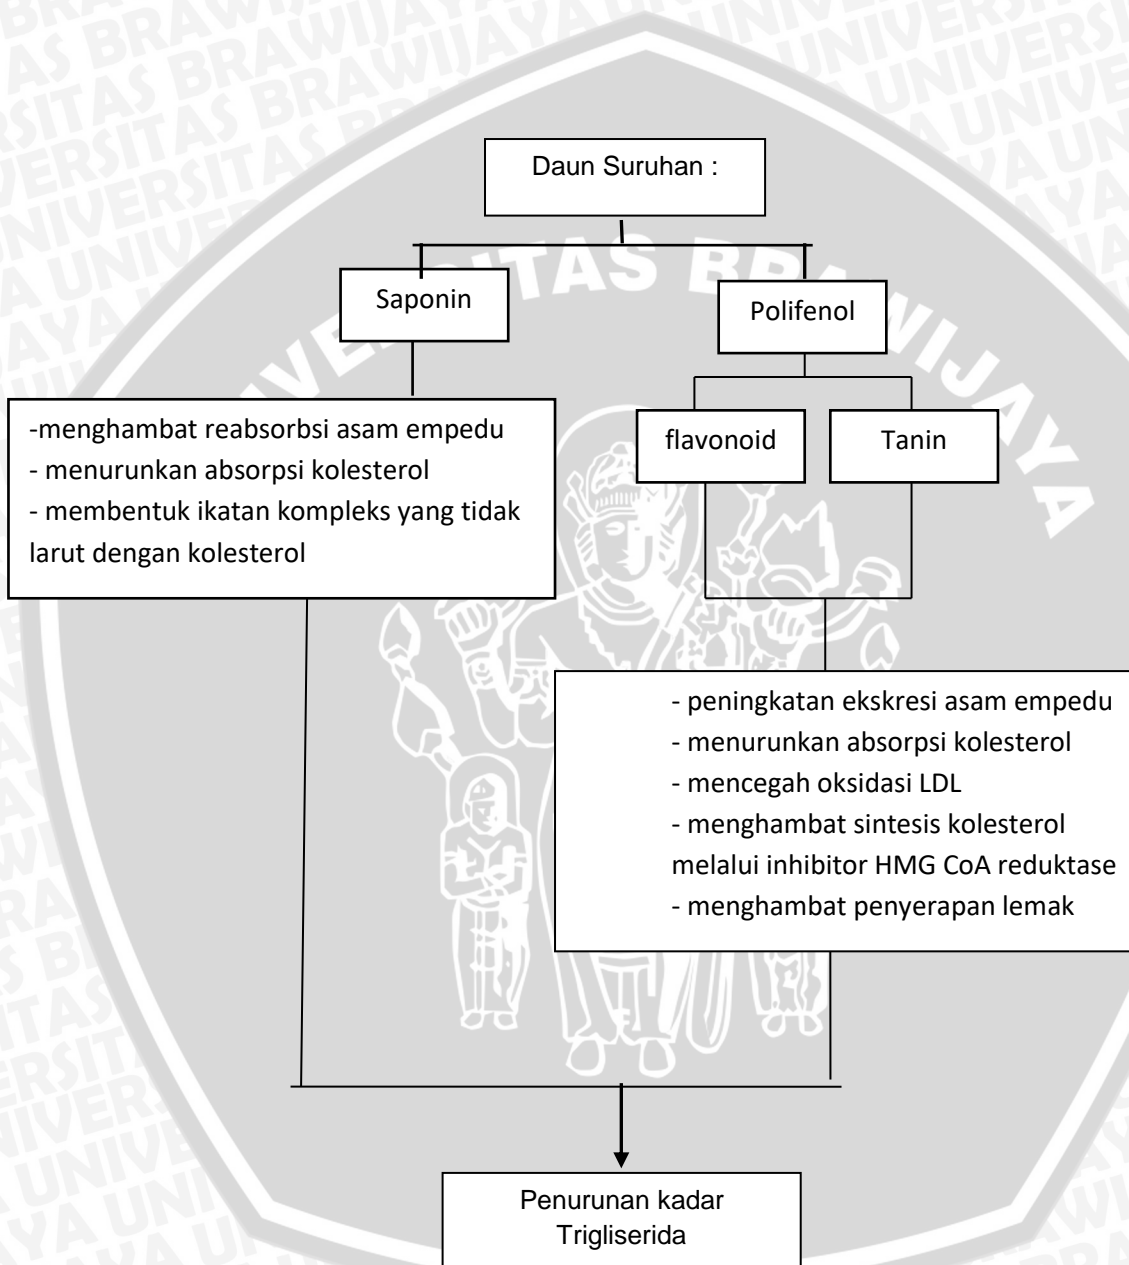 Daun Suruhan :
UNIVERSITAS BRAWIJAYA
Saponin
Polifenol
-menghambat reabsorbsi asam empedu
- menurunkan absorpsi kolesterol
- membentuk ikatan kompleks yang tidak
larut dengan kolesterol
flavonoid
Tanin
- peningkatan ekskresi asam empedu
- menurunkan absorpsi kolesterol
- mencegah oksidasi LDL
- menghambat sintesis kolesterol
melalui inhibitor HMG CoA reduktase
- menghambat penyerapan lemak
Penurunan kadar
Trigliserida